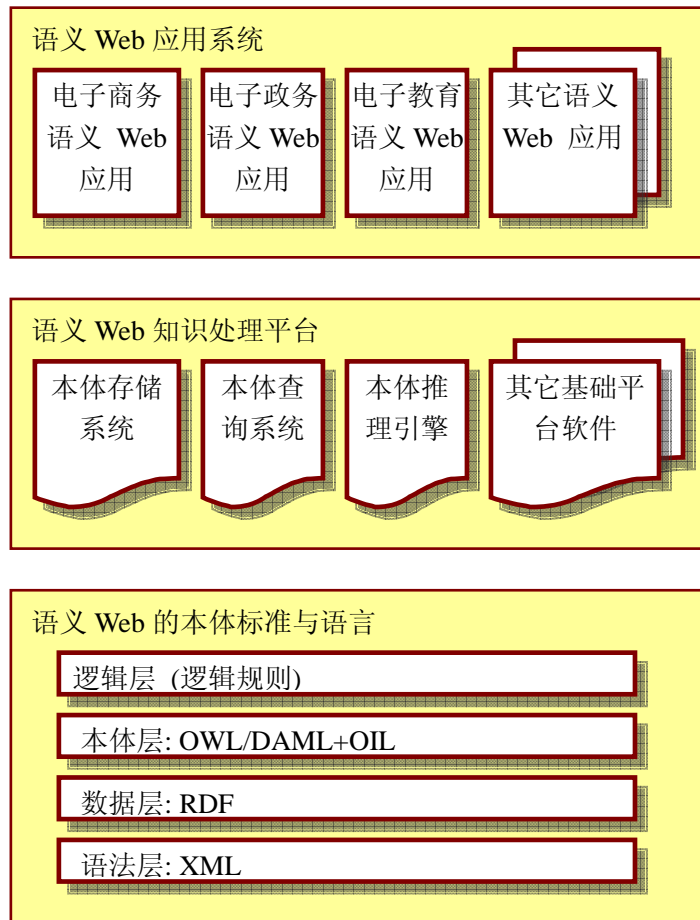 语义 Web 应用系统
电子商务
语义 Web
应用
电子政务
语义 Web
应用
电子教育
语义 Web
应用
其它语义
Web 应用
语义 Web 知识处理平台
本体存储
系统
本体查
询系统
本体推
理引擎
其它基础平
台软件
语义 Web 的本体标准与语言
逻辑层 (逻辑规则)
本体层: OWL/DAML+OIL
数据层: RDF
语法层: XML